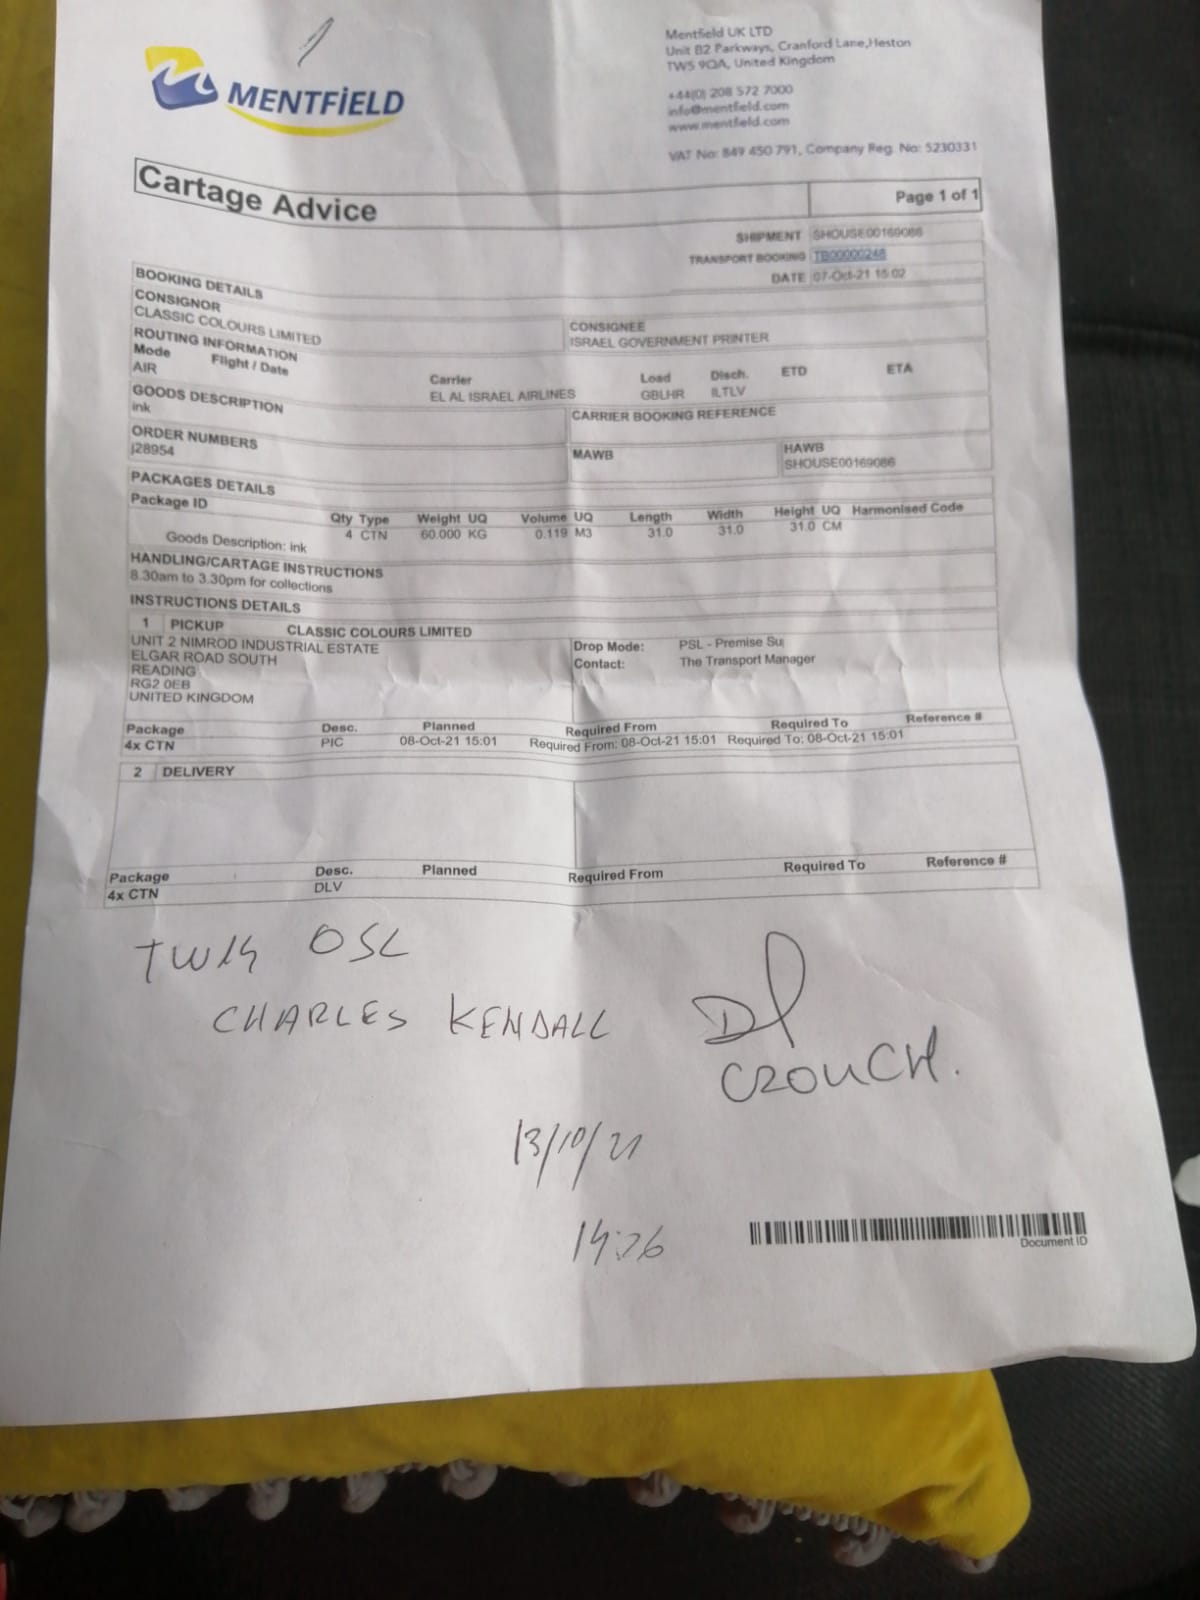 MENTFİELD
Mentfield UK LTD
Unit B2 Parkways, Cranford Lane,Heston
TW5 9QA, United Kingdom
+44(0) 208 572 7000
info@mentfield.com
www.mentfield.com
VAT No: 849 450 791, Company Reg. No: 5230331
Cartage Advice
Page 1 of 1
SHIPMENT SHOUSE00169086
TRANSPORT BOOKING TB00000248
DATE 07-Oct-21 15:02
BOOKING DETAILS
CONSIGNOR
CLASSIC COLOURS LIMITED
CONSIGNEE
ISRAEL GOVERNMENT PRINTER
ROUTING INFORMATION
Mode Flight / Date Carrier Load Disch. ETD ETA
AIR EL AL ISRAEL AIRLINES GBLHR ILTLV
GOODS DESCRIPTION
ink
CARRIER BOOKING REFERENCE
ORDER NUMBERS
j28954
MAWB
HAWB
SHOUSE00169086
PACKAGES DETAILS
Package ID Qty Type Weight UQ Volume UQ Length Width Height UQ Harmonised Code
4 CTN 60.000 KG 0.119 M3 31.0 31.0 31.0 CM
Goods Description: ink
HANDLING/CARTAGE INSTRUCTIONS
8.30am to 3.30pm for collections
INSTRUCTIONS DETAILS
1 PICKUP CLASSIC COLOURS LIMITED
UNIT 2 NIMROD INDUSTRIAL ESTATE
ELGAR ROAD SOUTH
READING
RG2 0EB
UNITED KINGDOM
Drop Mode: PSL - Premise Su
Contact: The Transport Manager
Package Desc. Planned Required From Required To Reference #
4x CTN PIC 08-Oct-21 15:01 Required From: 08-Oct-21 15:01 Required To: 08-Oct-21 15:01
2 DELIVERY
Package Desc. Planned Required From Required To Reference #
4x CTN DLV
TW14 OSL
CHARLES KENDALL
CROUCH.
13/10/21
14:26
Document ID